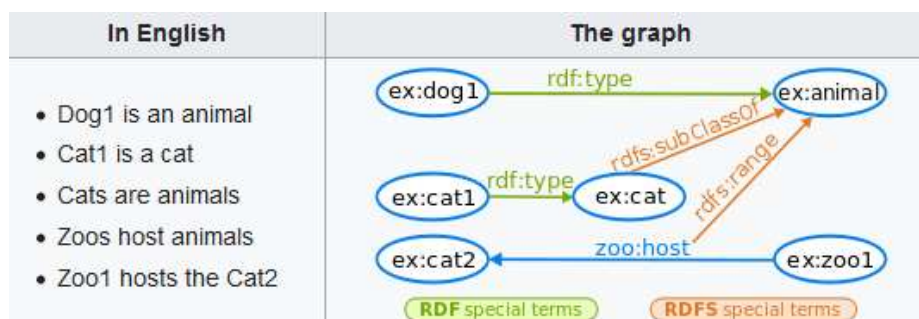 In English
The graph
• Dog1 is an animal
• Cat1 is a cat
• Cats are animals
• Zoos host animals
• Zoo1 hosts the Cat2
ex:dog1 rdf:type ex:animal
rdfs:subClassOf
rdfs:range
ex:cat1 rdf:type ex:cat
ex:cat2 zoo:host ex:zoo1
RDF special terms
RDFS special terms